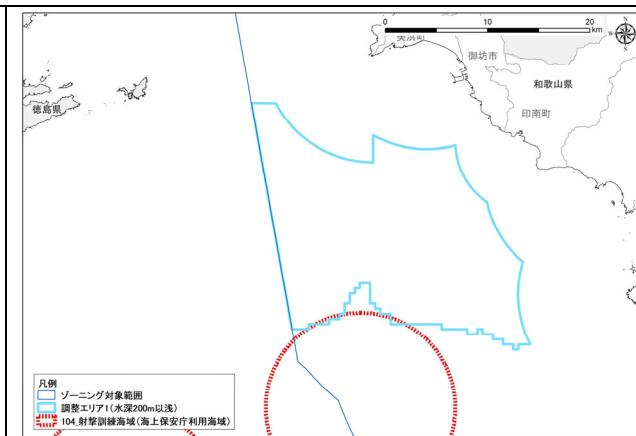 0 10 20
km
N
W
S
美浜町
御坊市
和歌山県
印南町
徳島県
凡例
ゾーニング対象範囲
調整エリア1(水深200m以浅)
104_射撃訓練海域(海上保安庁利用海域)